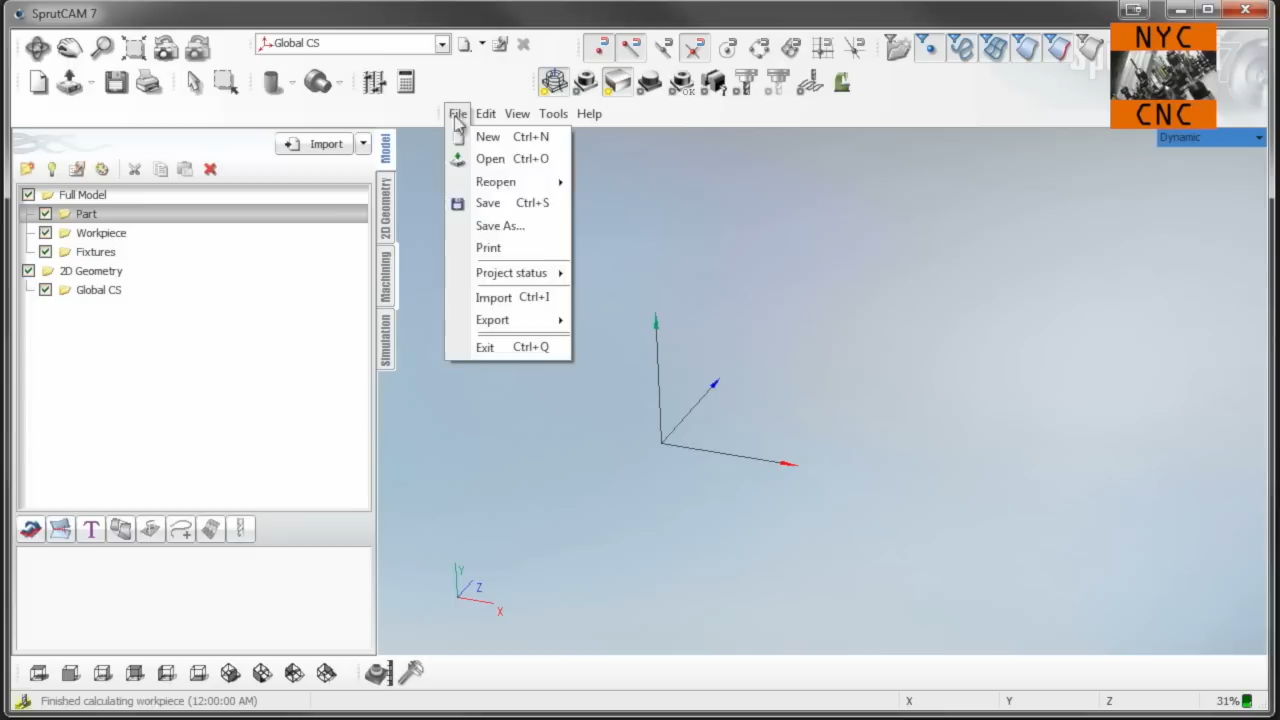 SprutCAM 7
Global CS
OK
NYC
CNC
File Edit View Tools Help
Dynamic
Import
New Ctrl+N
Open Ctrl+O
Reopen
Save Ctrl+S
Save As...
Print
Project status
Import Ctrl+I
Export
Exit Ctrl+Q
Model
2D Geometry
Machining
Simulation
Full Model
Part
Workpiece
Fixtures
2D Geometry
Global CS
T
Y
Z
X
Finished calculating workpiece (12:00:00 AM)
X Y Z 31%